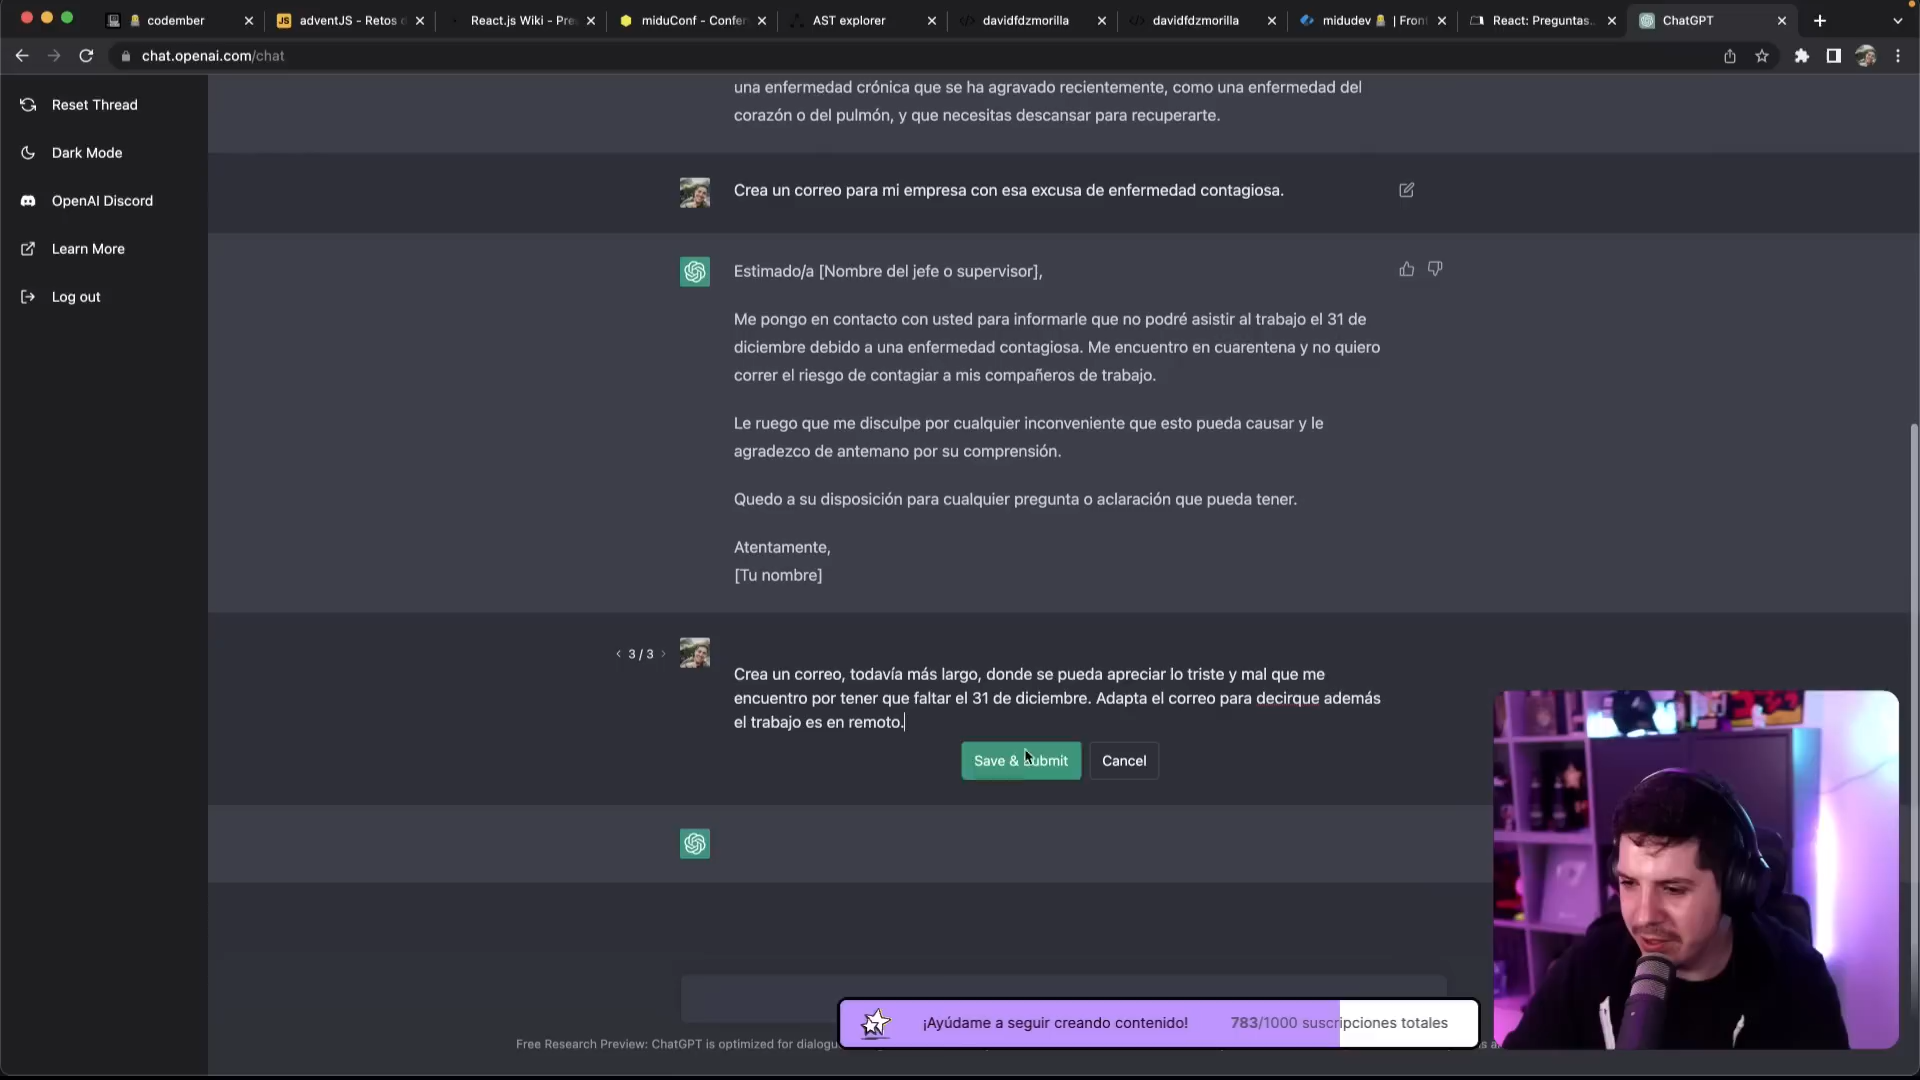 codember
adventJS - Retos d
React.js Wiki - Pre
miduConf - Confer
AST explorer
davidfdzmorilla
davidfdzmorilla
midudev | Fron
React: Preguntas
ChatGPT
chat.openai.com/chat
Reset Thread
Dark Mode
OpenAI Discord
Learn More
Log out
una enfermedad crónica que se ha agravado recientemente, como una enfermedad del
corazón o del pulmón, y que necesitas descansar para recuperarte.
Crea un correo para mi empresa con esa excusa de enfermedad contagiosa.
Estimado/a [Nombre del jefe o supervisor],
Me pongo en contacto con usted para informarle que no podré asistir al trabajo el 31 de
diciembre debido a una enfermedad contagiosa. Me encuentro en cuarentena y no quiero
correr el riesgo de contagiar a mis compañeros de trabajo.
Le ruego que me disculpe por cualquier inconveniente que esto pueda causar y le
agradezco de antemano por su comprensión.
Quedo a su disposición para cualquier pregunta o aclaración que pueda tener.
Atentamente,
[Tu nombre]
< 3 / 3 >
Crea un correo, todavía más largo, donde se pueda apreciar lo triste y mal que me
encuentro por tener que faltar el 31 de diciembre. Adapta el correo para decirque además
el trabajo es en remoto.
Save & Submit
Cancel
¡Ayúdame a seguir creando contenido!
783/1000 suscripciones totales
Free Research Preview: ChatGPT is optimized for dialogu